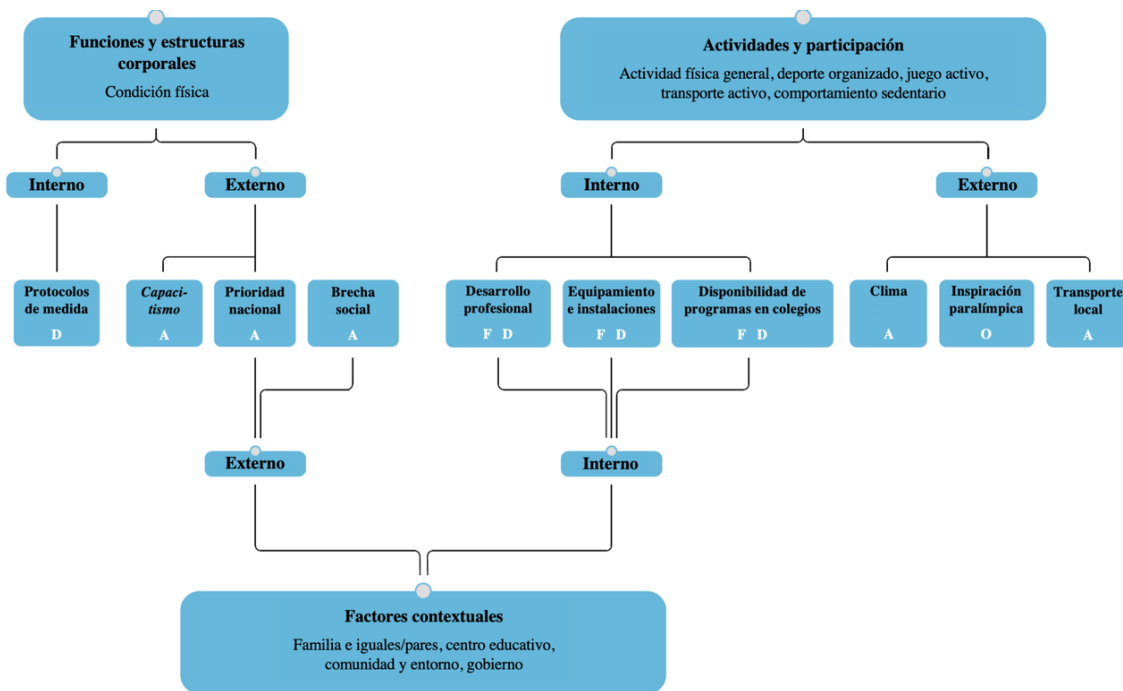 Funciones y estructuras
corporales
Condición física
Actividades y participación
Actividad física general, deporte organizado, juego activo,
transporte activo, comportamiento sedentario
Interno
Externo
Interno
Externo
Protocolos
de medida
D
Capaci-
tismo
A
Prioridad
nacional
A
Brecha
social
A
Desarrollo
profesional
F D
Equipamiento
e instalaciones
F D
Disponibilidad de
programas en colegios
F D
Clima
A
Inspiración
paralímpica
O
Transporte
local
A
Externo
Interno
Factores contextuales
Familia e iguales/pares, centro educativo,
comunidad y entorno, gobierno